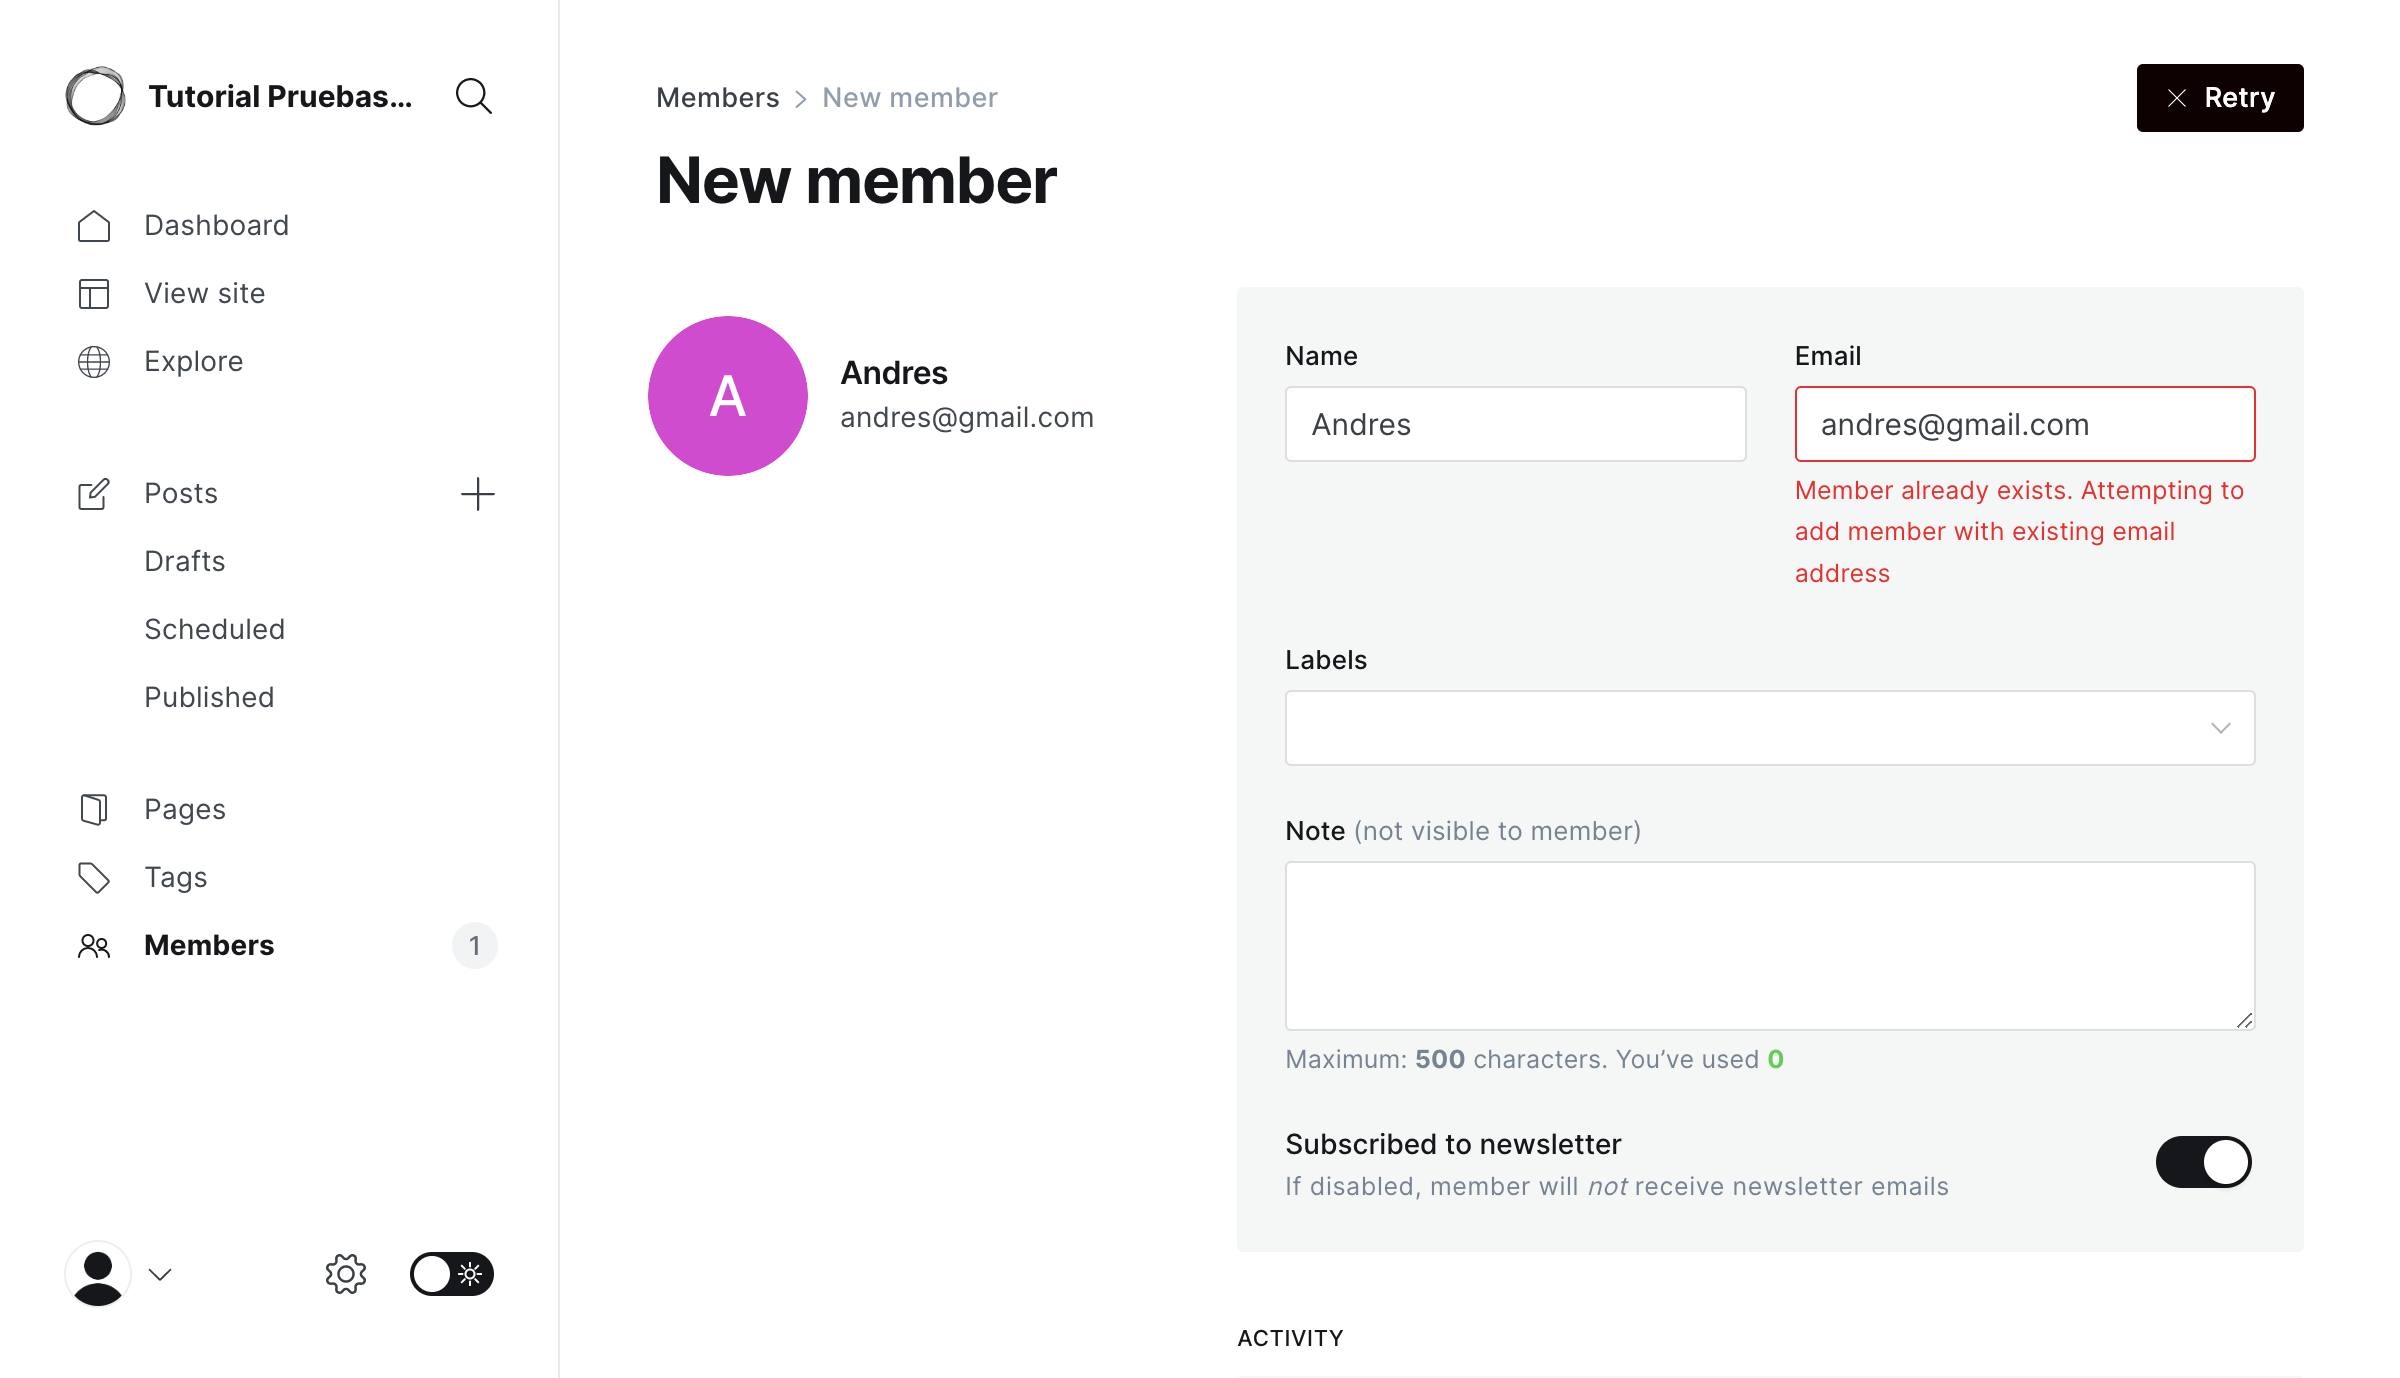 Tutorial Pruebas...
Dashboard
View site
Explore
Posts
Drafts
Scheduled
Published
Pages
Tags
Members 1
Members > New member
Retry
New member
A
Andres
andres@gmail.com
Name
Andres
Email
andres@gmail.com
Member already exists. Attempting to
add member with existing email
address
Labels
Note (not visible to member)
Maximum: 500 characters. You’ve used 0
Subscribed to newsletter
If disabled, member will not receive newsletter emails
ACTIVITY